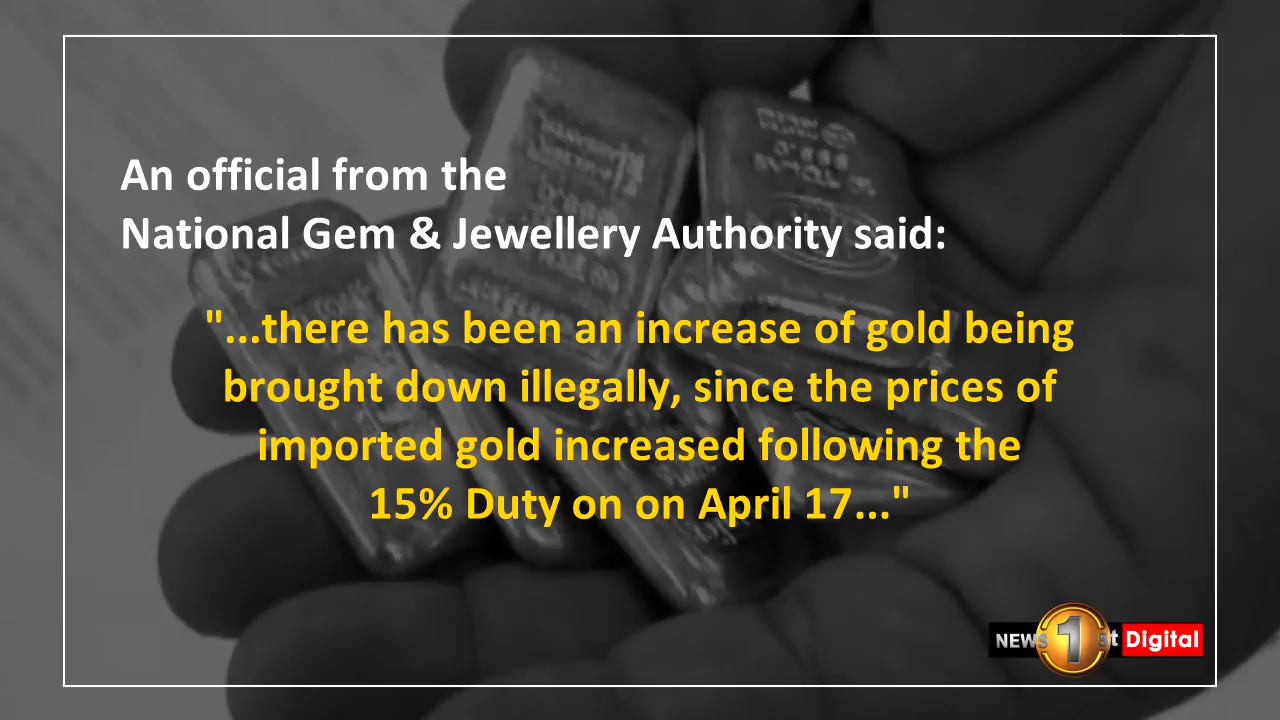 An official from the
National Gem & Jewellery Authority said:
"...there has been an increase of gold being
brought down illegally, since the prices of
imported gold increased following the
15% Duty on on April 17..."
NEWS 1st Digital